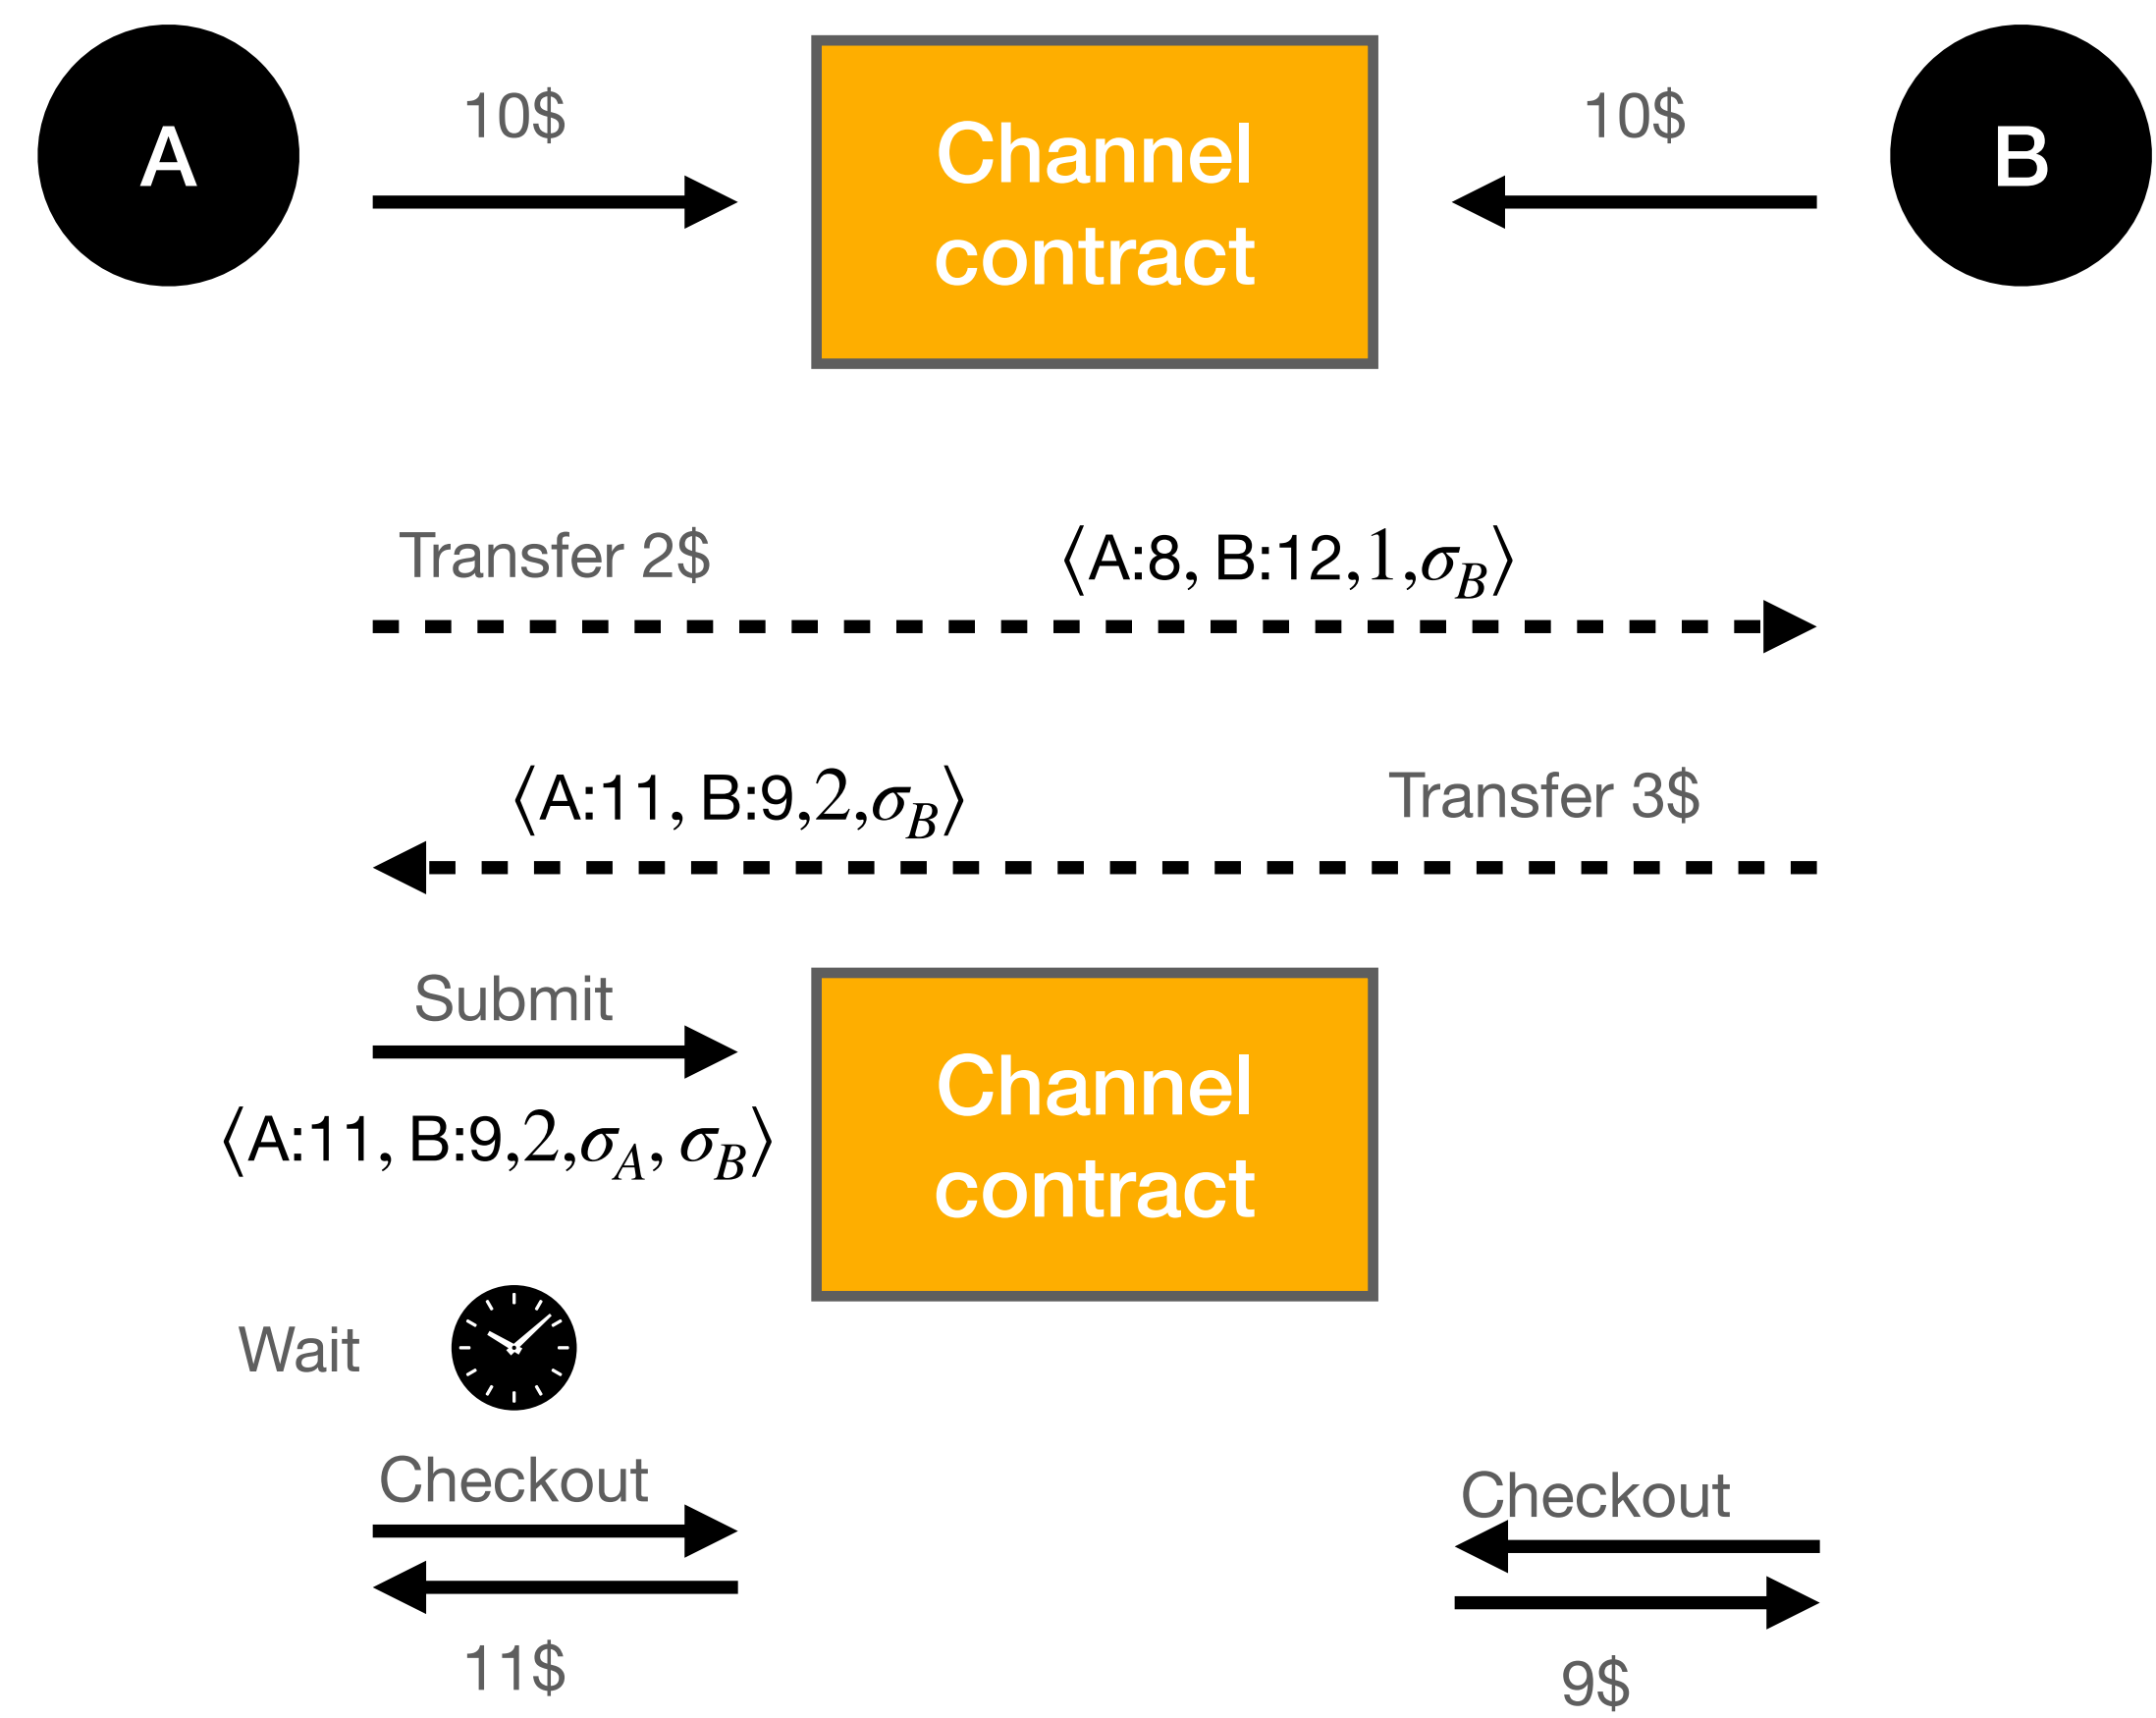 A
10$
Channel
contract
10$
B
Transfer 2$
⟨A:8, B:12,1,σ_B⟩
⟨A:11, B:9,2,σ_B⟩
Transfer 3$
Submit
⟨A:11, B:9,2,σ_A, σ_B⟩
Channel
contract
Wait
Checkout
11$
Checkout
9$